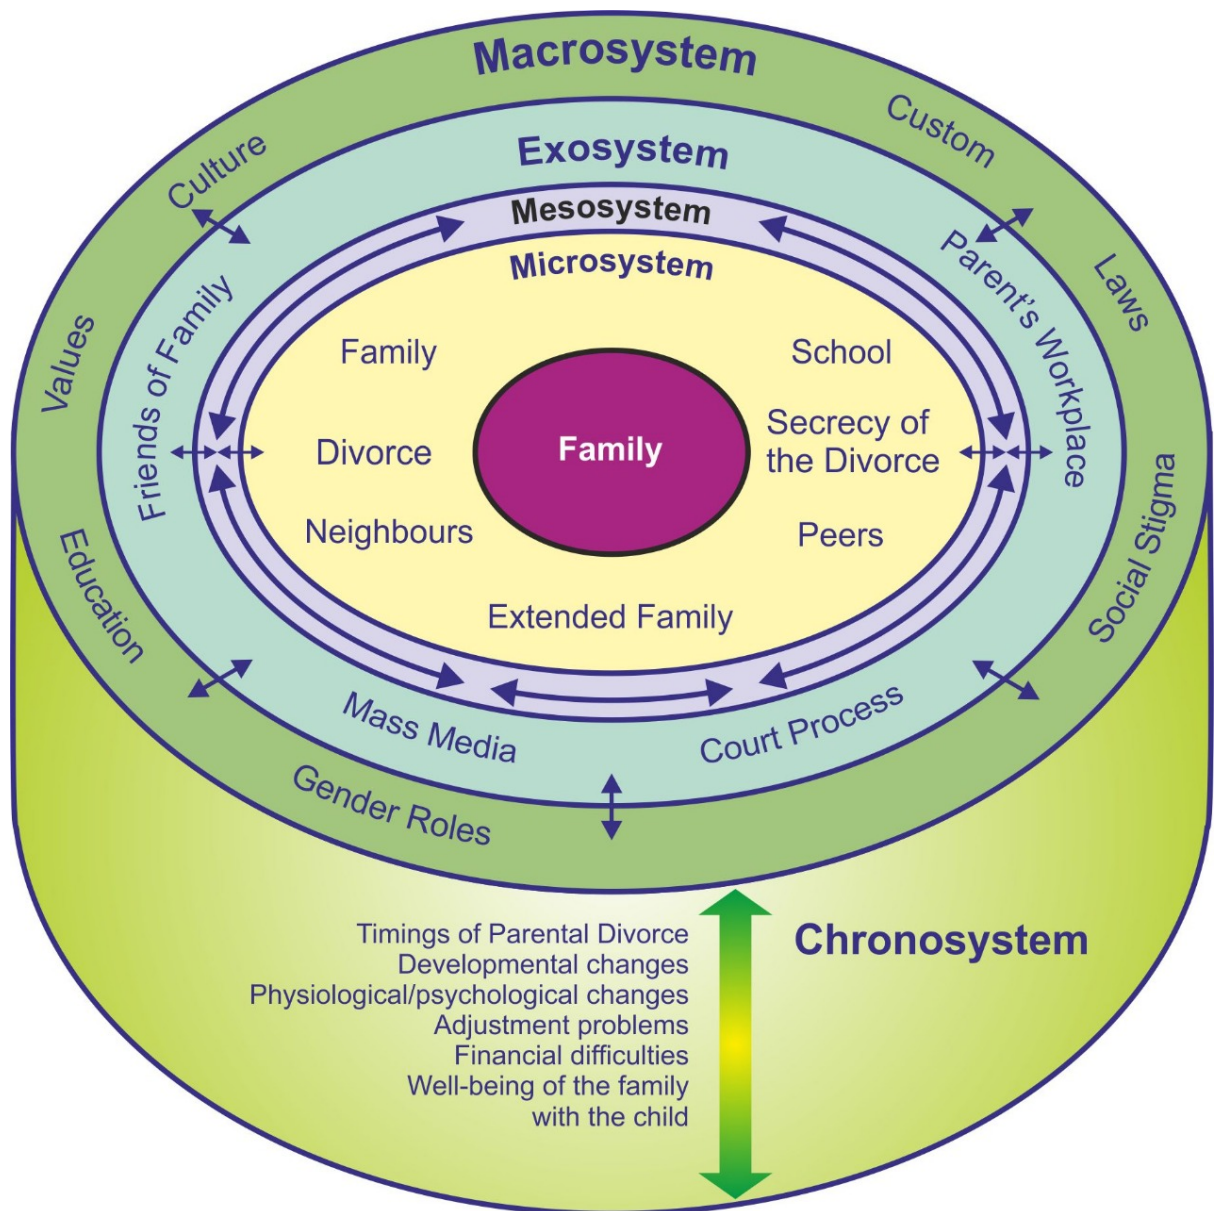 Macrosystem
Custom
Culture
Exosystem
Mesosystem
Microsystem
Laws
Values
Friends of Family
Parent's Workplace
Family
School
Divorce
Family
Secrecy of
the Divorce
Neighbours
Peers
Extended Family
Education
Social Stigma
Mass Media
Court Process
Gender Roles
Chronosystem
Timings of Parental Divorce
Developmental changes
Physiological/psychological changes
Adjustment problems
Financial difficulties
Well-being of the family
with the child